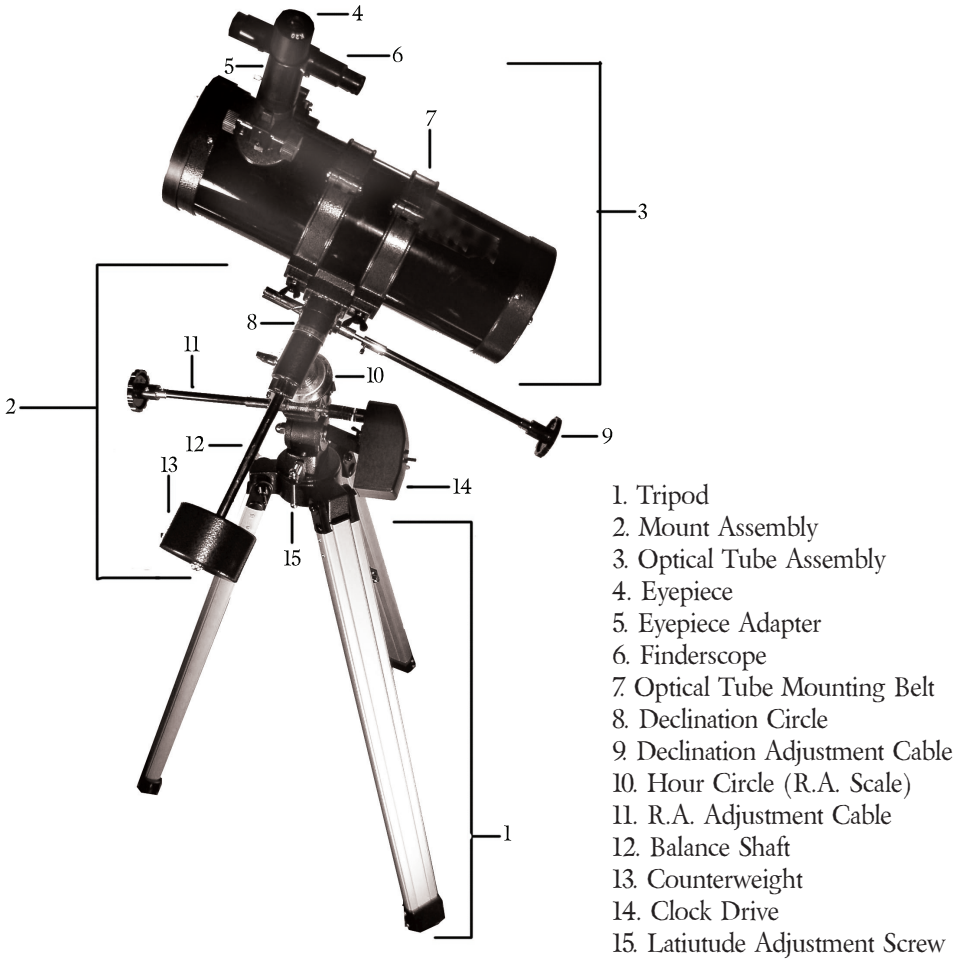 4
6
5
7
3
8
11
10
2
9
12
13
14
15
1
1. Tripod
2. Mount Assembly
3. Optical Tube Assembly
4. Eyepiece
5. Eyepiece Adapter
6. Finderscope
7. Optical Tube Mounting Belt
8. Declination Circle
9. Declination Adjustment Cable
10. Hour Circle (R.A. Scale)
11. R.A. Adjustment Cable
12. Balance Shaft
13. Counterweight
14. Clock Drive
15. Latiutude Adjustment Screw